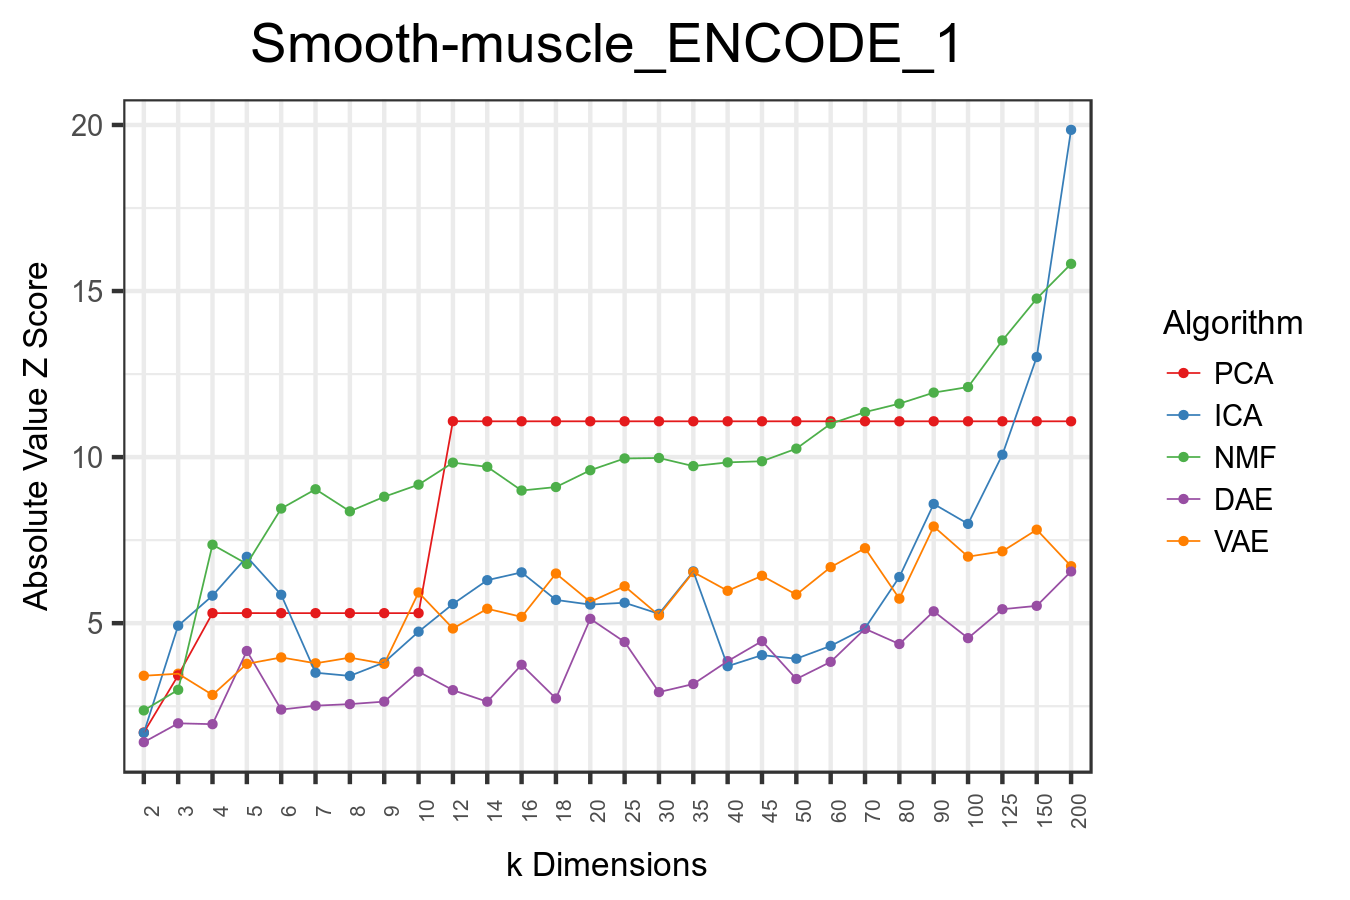 Smooth-muscle_ENCODE_1
Absolute Value Z Score
20
15
10
5
2 3 4 5 6 7 8 9 10 12 14 16 18 20 25 30 35 40 45 50 60 70 80 90 100 125 150 200
k Dimensions
Algorithm
PCA
ICA
NMF
DAE
VAE